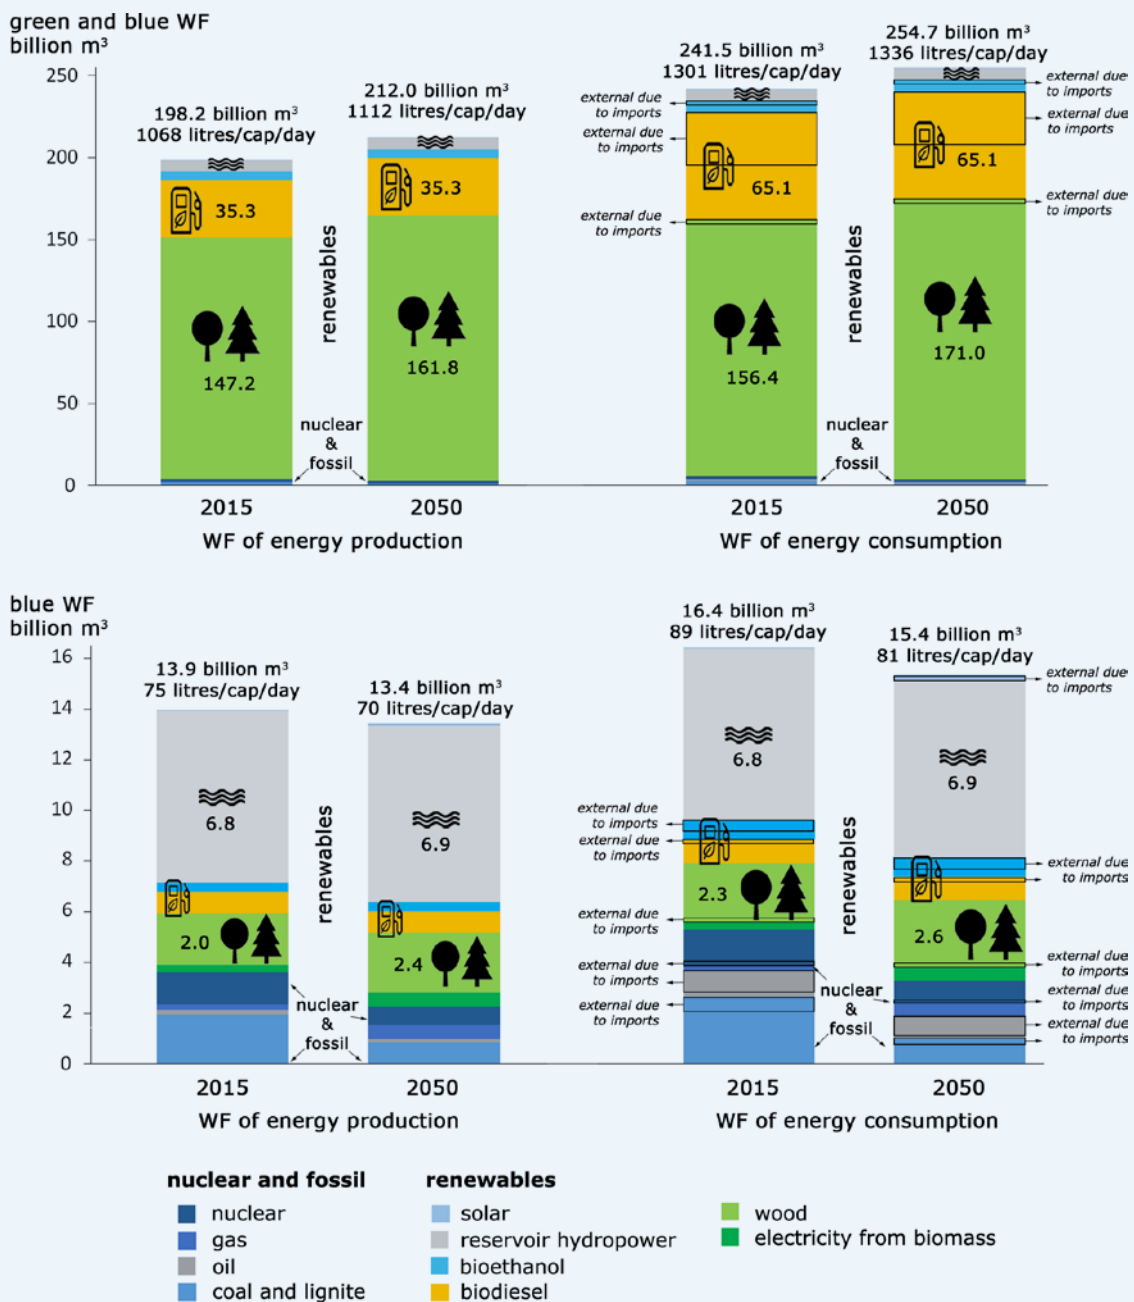 green and blue WF
billion m³
250
200
150
100
50
0
198.2 billion m³
1068 litres/cap/day
212.0 billion m³
1112 litres/cap/day
241.5 billion m³
1301 litres/cap/day
254.7 billion m³
1336 litres/cap/day
35.3
147.2
35.3
161.8
renewables
nuclear
&
fossil
external due
to imports
external due
to imports
external due
to imports
65.1
156.4
renewables
nuclear
&
fossil
65.1
171.0
external due
to imports
external due
to imports
external due
to imports
2015
2050
WF of energy production
2015
2050
WF of energy consumption
blue WF
billion m³
16
14
12
10
8
6
4
2
0
13.9 billion m³
75 litres/cap/day
13.4 billion m³
70 litres/cap/day
16.4 billion m³
89 litres/cap/day
15.4 billion m³
81 litres/cap/day
6.8
2.0
renewables
nuclear
&
fossil
6.9
2.4
external due
to imports
external due
to imports
external due
to imports
external due
to imports
external due
to imports
6.8
2.3
renewables
nuclear
&
fossil
6.9
2.6
external due
to imports
external due
to imports
external due
to imports
external due
to imports
external due
to imports
external due
to imports
2015
2050
WF of energy production
2015
2050
WF of energy consumption
nuclear and fossil
nuclear
gas
oil
coal and lignite
renewables
solar
reservoir hydropower
bioethanol
biodiesel
wood
electricity from biomass